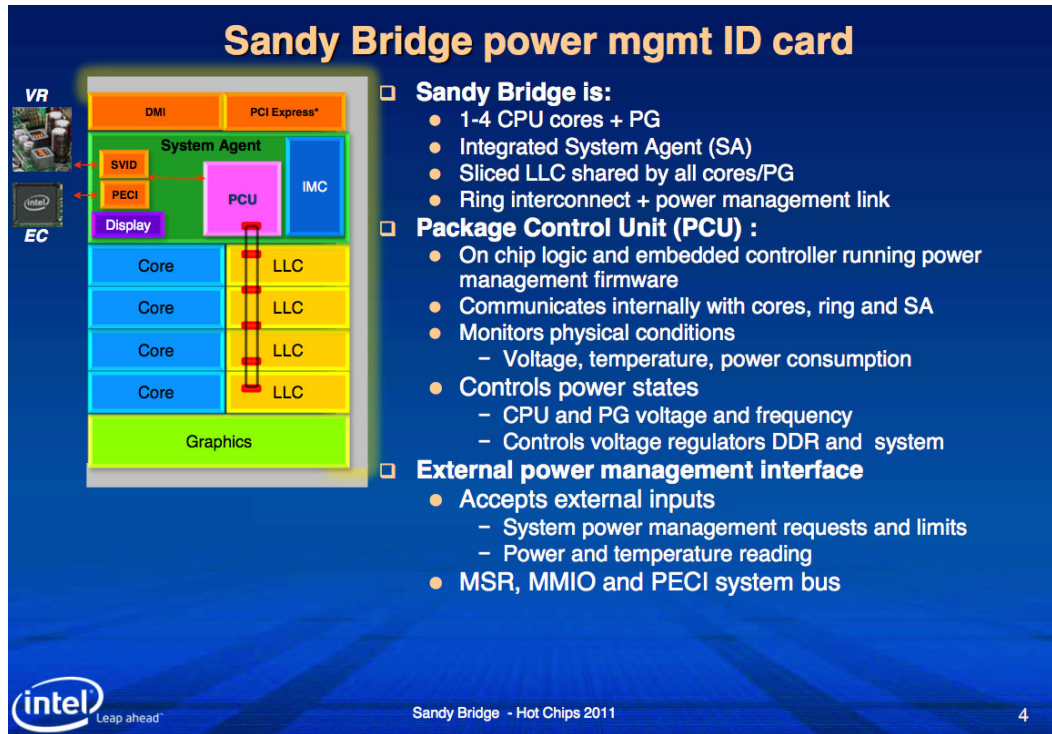 Sandy Bridge power mgmt ID card
VR
EC
intel
DMI
PCI Express*
System Agent
SVID
PECI
Display
PCU
IMC
Core
LLC
Core
LLC
Core
LLC
Core
LLC
Graphics
Sandy Bridge is:
1-4 CPU cores + PG
Integrated System Agent (SA)
Sliced LLC shared by all cores/PG
Ring interconnect + power management link
Package Control Unit (PCU) :
On chip logic and embedded controller running power
management firmware
Communicates internally with cores, ring and SA
Monitors physical conditions
– Voltage, temperature, power consumption
Controls power states
– CPU and PG voltage and frequency
– Controls voltage regulators DDR and system
External power management interface
Accepts external inputs
– System power management requests and limits
– Power and temperature reading
MSR, MMIO and PECI system bus
intel
Leap ahead™
Sandy Bridge - Hot Chips 2011
4